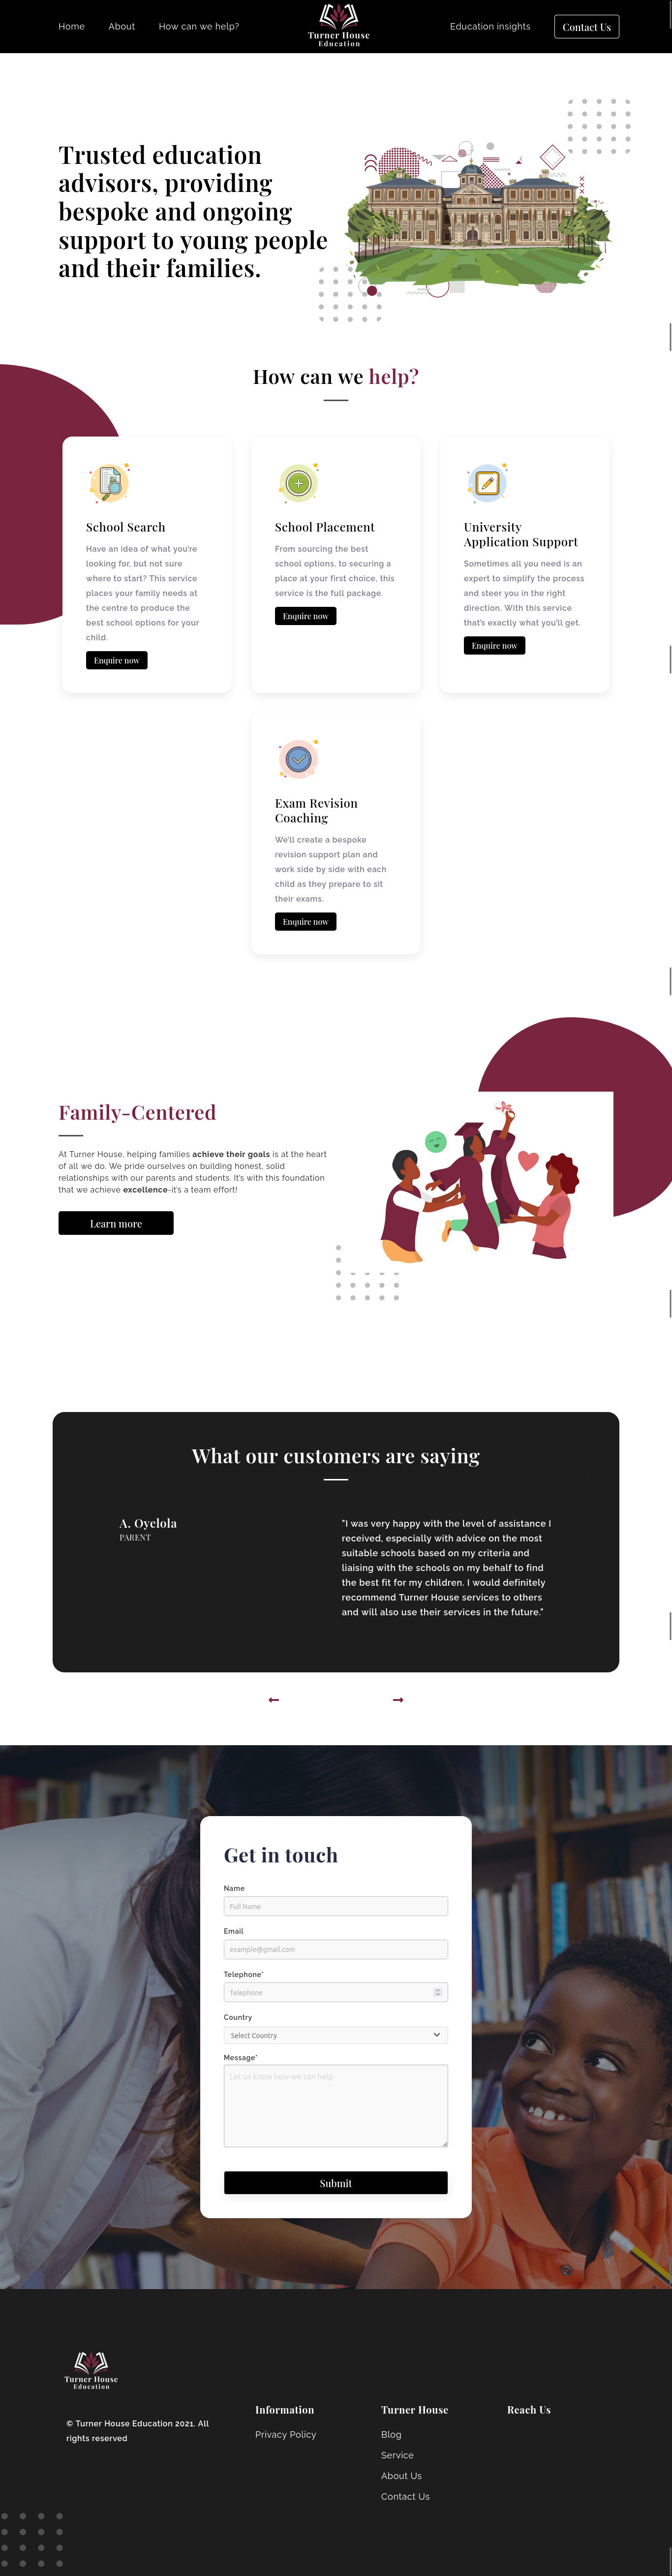 Home
About
How can we help?
Turner House
Education
Education insights
Contact Us
Trusted education
advisors, providing
bespoke and ongoing
support to young people
and their families.
How can we help?
School Search
Have an idea of what you're
looking for, but not sure
where to start? This service
places your family needs at
the centre to produce the
best school options for your
child.
Enquire now
School Placement
From sourcing the best
school options, to securing a
place at your first choice, this
service is the full package.
Enquire now
University
Application Support
Sometimes all you need is an
expert to simplify the process
and steer you in the right
direction. With this service
that's exactly what you'll get.
Enquire now
Exam Revision
Coaching
We'll create a bespoke
revision support plan and
work side by side with each
child as they prepare to sit
their exams.
Enquire now
Family-Centered
At Turner House, helping families achieve their goals is at the heart
of all we do. We pride ourselves on building honest, solid
relationships with our parents and students. It's with this foundation
that we achieve excellence-it's a team effort!
Learn more
What our customers are saying
A. Oyelola
PARENT
"I was very happy with the level of assistance I
received, especially with advice on the most
suitable schools based on my criteria and
liaising with the schools on my behalf to find
the best fit for my children. I would definitely
recommend Turner House services to others
and will also use their services in the future."
Get in touch
Name
Full Name
Email
example@gmail.com
Telephone*
Telephone
Country
Select Country
Message*
Let us know how we can help
Submit
Turner House
Education
© Turner House Education 2021. All
rights reserved
Information
Privacy Policy
Turner House
Blog
Service
About Us
Contact Us
Reach Us